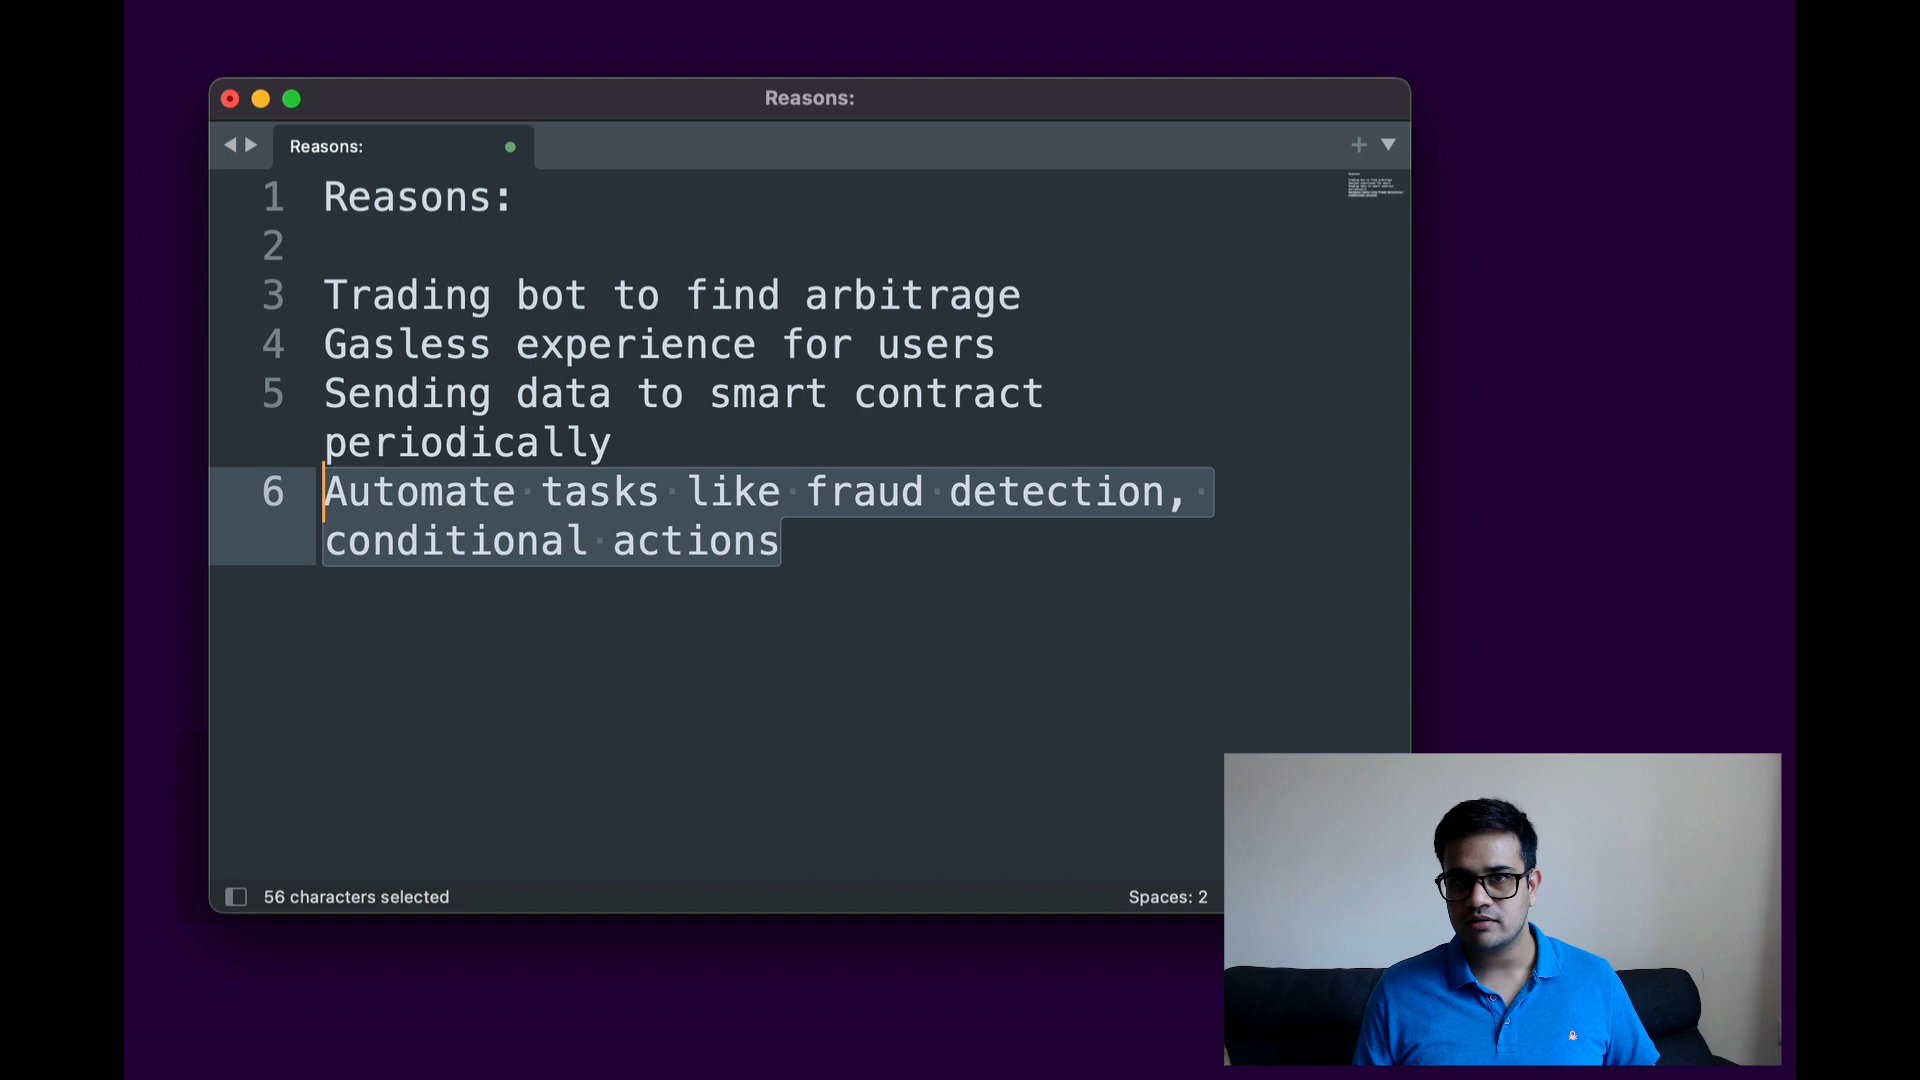 Reasons:
Reasons:
1 Reasons:
2
3 Trading bot to find arbitrage
4 Gasless experience for users
5 Sending data to smart contract
periodically
6 Automate tasks like fraud detection,
conditional actions
56 characters selected
Spaces: 2